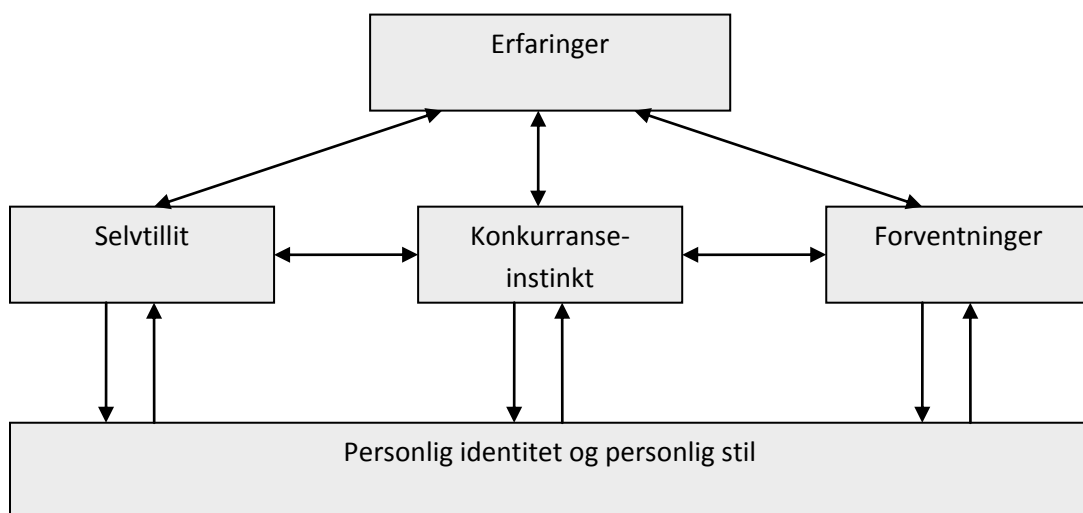 Erfaringer
Selvtillit
Konkurranse-
instinkt
Forventninger
Personlig identitet og personlig stil